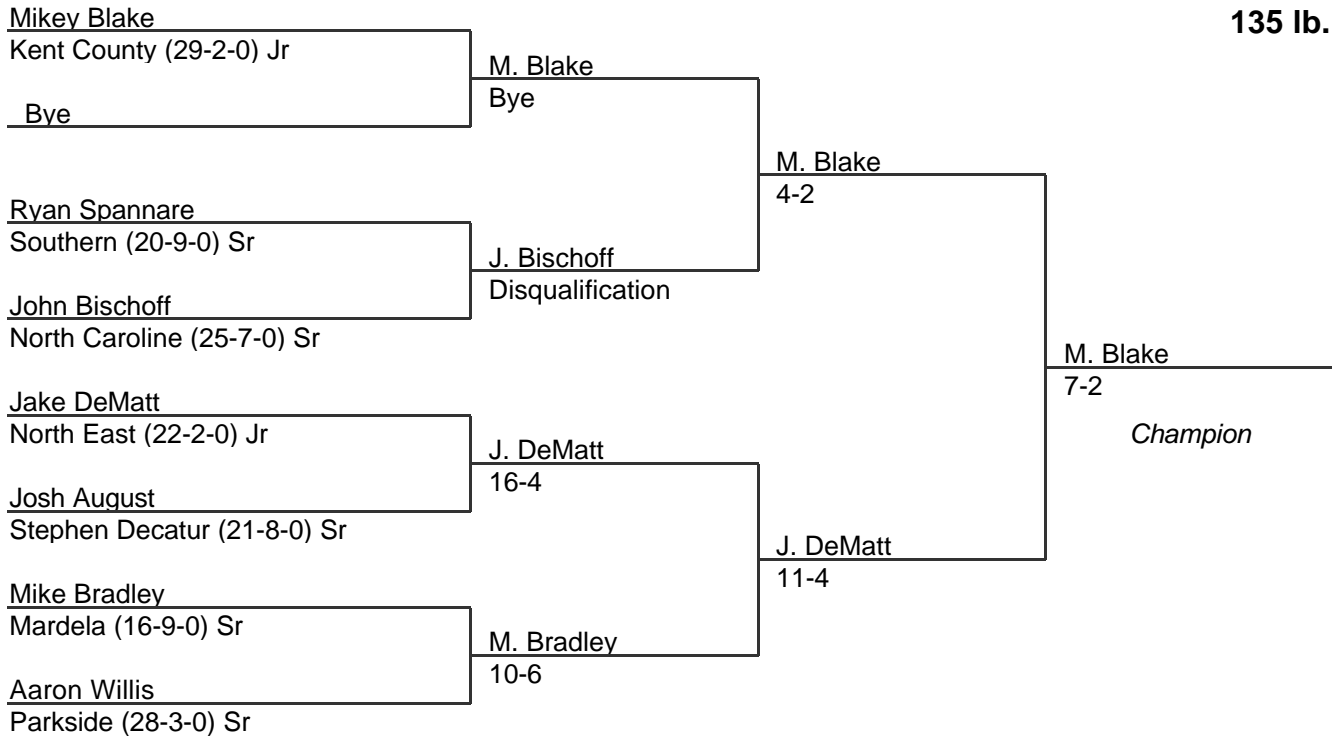 135 lb.
Mikey Blake
Kent County (29-2-0) Jr
M. Blake
Bye
Bye
M. Blake
4-2
Ryan Spannare
Southern (20-9-0) Sr
J. Bischoff
Disqualification
John Bischoff
North Caroline (25-7-0) Sr
M. Blake
7-2
Champion
Jake DeMatt
North East (22-2-0) Jr
J. DeMatt
16-4
Josh August
Stephen Decatur (21-8-0) Sr
J. DeMatt
11-4
Mike Bradley
Mardela (16-9-0) Sr
M. Bradley
10-6
Aaron Willis
Parkside (28-3-0) Sr